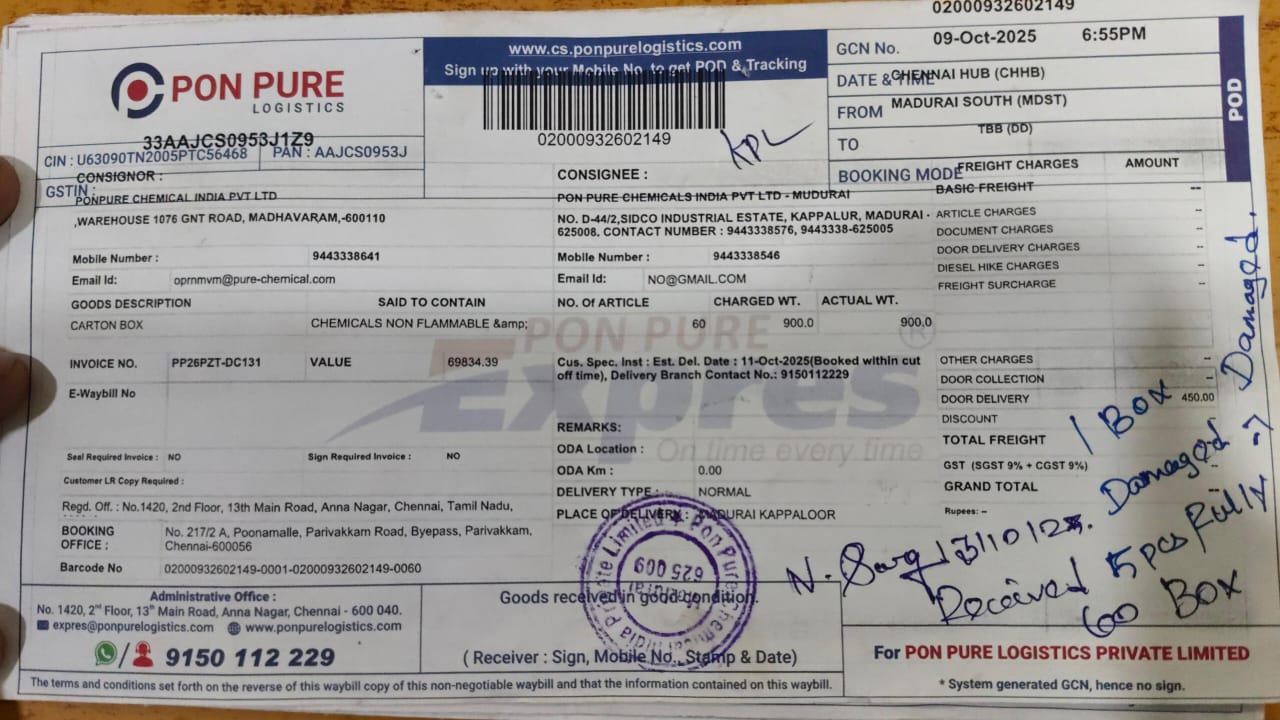 02000932602149
PON PURE
LOGISTICS
33AAJCS0953J1Z9
CIN : U63090TN2005PTC56468
PAN : AAJCS0953J
GSTIN :
www.cs.ponpurelogistics.com
Sign up with your Mobile No. to get POD & Tracking
02000932602149
KPL
GCN No.
09-Oct-2025 6:55PM
DATE & TIME
CHENNAI HUB (CHHB)
FROM
MADURAI SOUTH (MDST)
TO
TBB (DD)
BOOKING MODE
POD
CONSIGNOR :
PONPURE CHEMICAL INDIA PVT LTD
,WAREHOUSE 1076 GNT ROAD, MADHAVARAM,-600110
Mobile Number : 9443338641
Email Id: oprnmvm@pure-chemical.com
CONSIGNEE :
PON PURE CHEMICALS INDIA PVT LTD - MUDURAI
NO. D-44/2,SIDCO INDUSTRIAL ESTATE, KAPPALUR, MADURAI -
625008. CONTACT NUMBER : 9443338576, 9443338-625005
Mobile Number : 9443338546
Email Id: NO@GMAIL.COM
FREIGHT CHARGES AMOUNT
BASIC FREIGHT --
ARTICLE CHARGES --
DOCUMENT CHARGES --
DOOR DELIVERY CHARGES --
DIESEL HIKE CHARGES --
FREIGHT SURCHARGE --
GOODS DESCRIPTION SAID TO CONTAIN NO. Of ARTICLE CHARGED WT. ACTUAL WT.
CARTON BOX CHEMICALS NON FLAMMABLE &amp; 60 900.0 900.0
PON PURE
Expres
On time every time
INVOICE NO. PP26PZT-DC131 VALUE 69834.39
E-Waybill No
Cus. Spec. Inst : Est. Del. Date : 11-Oct-2025(Booked within cut
off time), Delivery Branch Contact No.: 9150112229
OTHER CHARGES --
DOOR COLLECTION --
DOOR DELIVERY 450.00
DISCOUNT
TOTAL FREIGHT
GST (SGST 9% + CGST 9%)
GRAND TOTAL
Rupees: –
REMARKS:
ODA Location :
ODA Km : 0.00
DELIVERY TYPE : NORMAL
PLACE OF DELIVERY : MADURAI KAPPALOOR
Seal Required Invoice : NO Sign Required Invoice : NO
Customer LR Copy Required :
Regd. Off. : No.1420, 2nd Floor, 13th Main Road, Anna Nagar, Chennai, Tamil Nadu,
BOOKING
OFFICE :
No. 217/2 A, Poonamalle, Parivakkam Road, Byepass, Parivakkam,
Chennai-600056
Barcode No 02000932602149-0001-02000932602149-0060
1 Box
Damaged → Damaged.
13/10/25.
Received 5 pcs fully
60 Box
Administrative Office :
No. 1420, 2nd Floor, 13th Main Road, Anna Nagar, Chennai - 600 040.
expres@ponpurelogistics.com www.ponpurelogistics.com
9150 112 229
Goods received in good condition.
(Receiver : Sign, Mobile No., Stamp & Date)
625 009
For PON PURE LOGISTICS PRIVATE LIMITED
* System generated GCN, hence no sign.
The terms and conditions set forth on the reverse of this waybill copy of this non-negotiable waybill and that the information contained on this waybill.